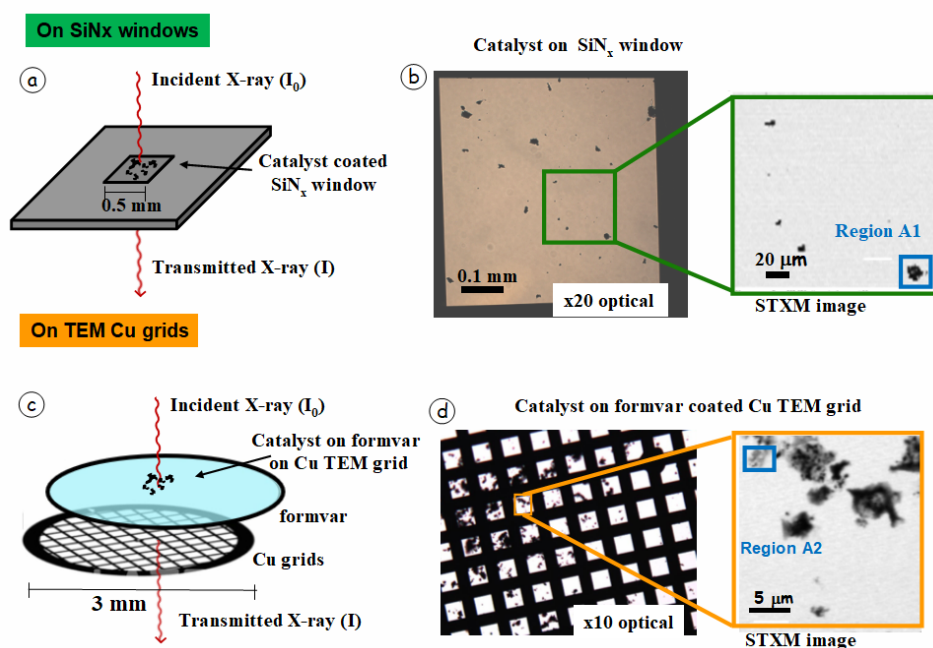 On SiNx windows
a
Incident X-ray (I₀)
Catalyst coated
SiNₓ window
0.5 mm
Transmitted X-ray (I)
Catalyst on SiNₓ window
b
0.1 mm
x20 optical
Region A1
20 μm
STXM image
On TEM Cu grids
c
Incident X-ray (I₀)
Catalyst on formvar
on Cu TEM grid
formvar
Cu grids
3 mm
Transmitted X-ray (I)
d
Catalyst on formvar coated Cu TEM grid
x10 optical
Region A2
5 μm
STXM image